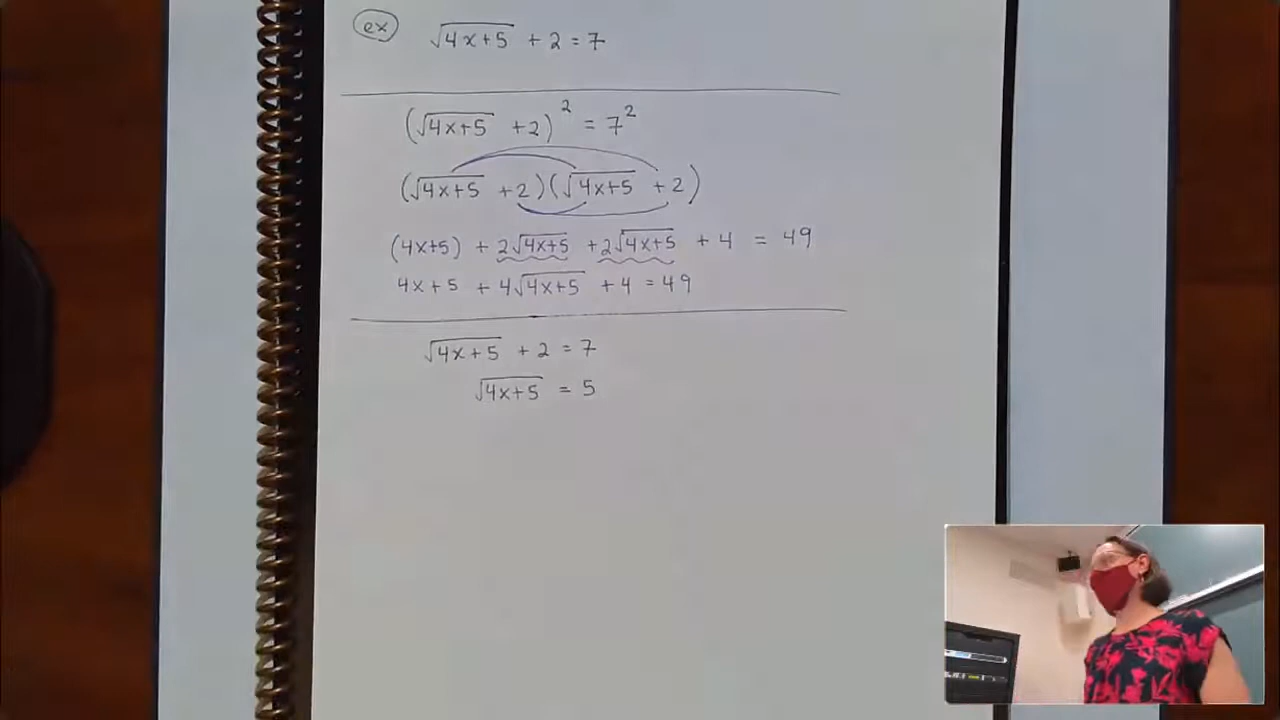 ex √(4x+5) + 2 = 7
(√(4x+5) + 2)² = 7²
(√(4x+5) + 2)(√(4x+5) + 2)
(4x+5) + 2√(4x+5) + 2√(4x+5) + 4 = 49
4x + 5 + 4√(4x+5) + 4 = 49
√(4x+5) + 2 = 7
√(4x+5) = 5